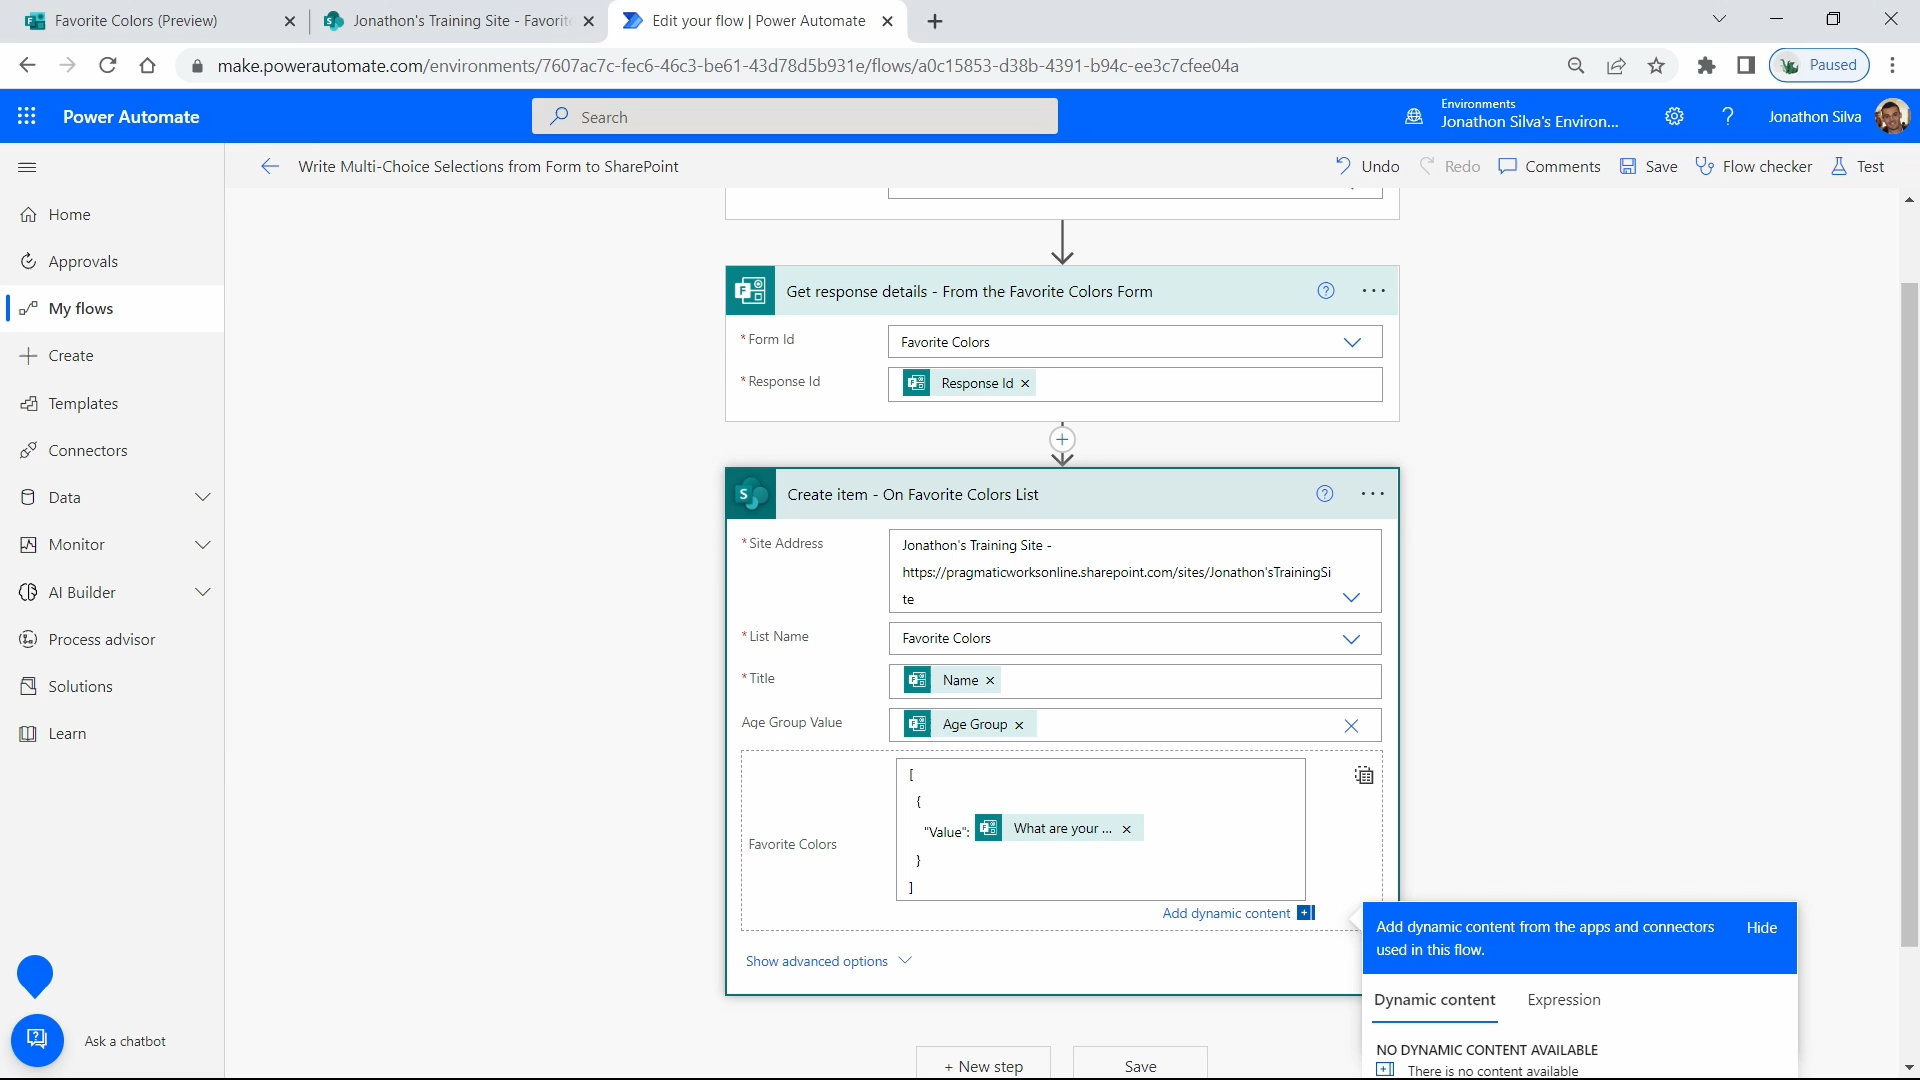 Favorite Colors (Preview)
Jonathon's Training Site - Favorit
Edit your flow | Power Automate
make.powerautomate.com/environments/7607ac7c-fec6-46c3-be61-43d78d5b931e/flows/a0c15853-d38b-4391-b94c-ee3c7cfee04a
Paused
Power Automate
Search
Environments
Jonathon Silva's Environ...
?
Jonathon Silva
Write Multi-Choice Selections from Form to SharePoint
Undo
Redo
Comments
Save
Flow checker
Test
Home
Approvals
My flows
Create
Templates
Connectors
Data
Monitor
AI Builder
Process advisor
Solutions
Learn
Ask a chatbot
Get response details - From the Favorite Colors Form
* Form Id
Favorite Colors
* Response Id
Response Id
Create item - On Favorite Colors List
* Site Address
Jonathon's Training Site -
https://pragmaticworksonline.sharepoint.com/sites/Jonathon'sTrainingSi
te
* List Name
Favorite Colors
* Title
Name
Age Group Value
Age Group
Favorite Colors
[
{
"Value": What are your ...
}
]
Add dynamic content
Show advanced options
+ New step
Save
Add dynamic content from the apps and connectors
used in this flow.
Hide
Dynamic content
Expression
NO DYNAMIC CONTENT AVAILABLE
There is no content available